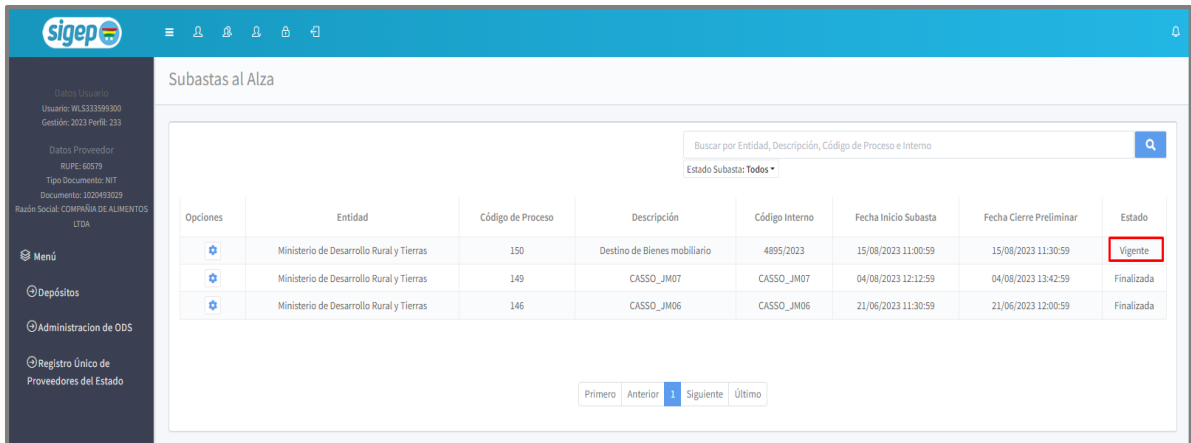 sigep
Subastas al Alza
Datos Usuario
Usuario: WLS333599300
Gestión: 2023 Perfil: 233
Datos Proveedor
RUPE: 60579
Tipo Documento: NIT
Documento: 1020493029
Razón Social: COMPAÑIA DE ALIMENTOS
LTDA
Menú
Depósitos
Administracion de ODS
Registro Único de
Proveedores del Estado
Buscar por Entidad, Descripción, Código de Proceso e Interno
Estado Subasta: Todos
Opciones Entidad Código de Proceso Descripción Código Interno Fecha Inicio Subasta Fecha Cierre Preliminar Estado
Ministerio de Desarrollo Rural y Tierras 150 Destino de Bienes mobiliario 4895/2023 15/08/2023 11:00:59 15/08/2023 11:30:59 Vigente
Ministerio de Desarrollo Rural y Tierras 149 CASSO_JM07 CASSO_JM07 04/08/2023 12:12:59 04/08/2023 13:42:59 Finalizada
Ministerio de Desarrollo Rural y Tierras 146 CASSO_JM06 CASSO_JM06 21/06/2023 11:30:59 21/06/2023 12:00:59 Finalizada
Primero Anterior 1 Siguiente Último